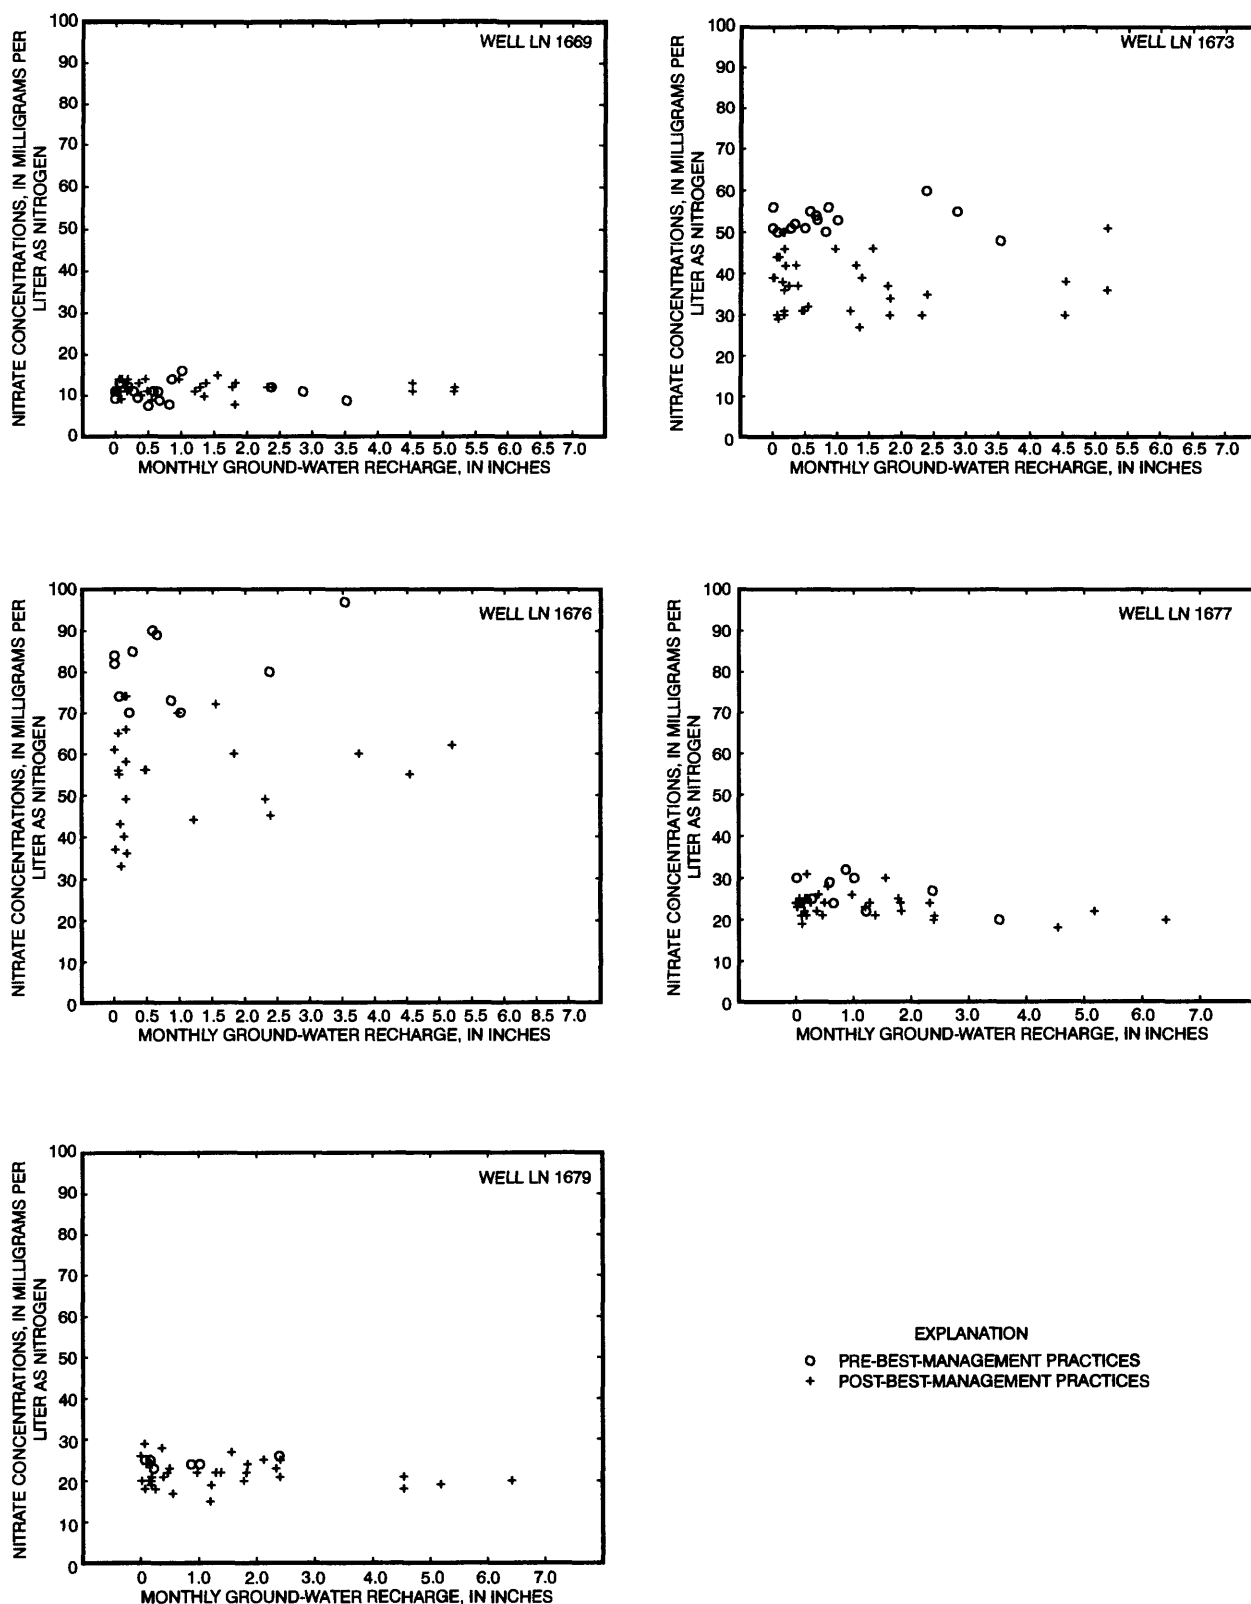 WELL LN 1669
NITRATE CONCENTRATIONS, IN MILLIGRAMS PER
LITER AS NITROGEN
100
90
80
70
60
50
40
30
20
10
0
0 0.5 1.0 1.5 2.0 2.5 3.0 3.5 4.0 4.5 5.0 5.5 6.0 7.0
MONTHLY GROUND-WATER RECHARGE, IN INCHES
WELL LN 1673
NITRATE CONCENTRATIONS, IN MILLIGRAMS PER
LITER AS NITROGEN
100
90
80
70
60
50
40
30
20
10
0
0 0.5 1.0 1.5 2.0 2.5 3.0 3.5 4.0 4.5 5.0 5.5 6.0 7.0
MONTHLY GROUND-WATER RECHARGE, IN INCHES
WELL LN 1676
NITRATE CONCENTRATIONS, IN MILLIGRAMS PER
LITER AS NITROGEN
100
90
80
70
60
50
40
30
20
10
0
0 0.5 1.0 1.5 2.0 2.5 3.0 3.5 4.0 4.5 5.0 5.5 6.0 8.5 7.0
MONTHLY GROUND-WATER RECHARGE, IN INCHES
WELL LN 1677
NITRATE CONCENTRATIONS, IN MILLIGRAMS PER
LITER AS NITROGEN
100
90
80
70
60
50
40
30
20
10
0
0 1.0 2.0 3.0 4.0 5.0 6.0 7.0
MONTHLY GROUND-WATER RECHARGE, IN INCHES
WELL LN 1679
NITRATE CONCENTRATIONS, IN MILLIGRAMS PER
LITER AS NITROGEN
100
90
80
70
60
50
40
30
20
10
0
0 1.0 2.0 3.0 4.0 5.0 6.0 7.0
MONTHLY GROUND-WATER RECHARGE, IN INCHES
EXPLANATION
PRE-BEST-MANAGEMENT PRACTICES
POST-BEST-MANAGEMENT PRACTICES